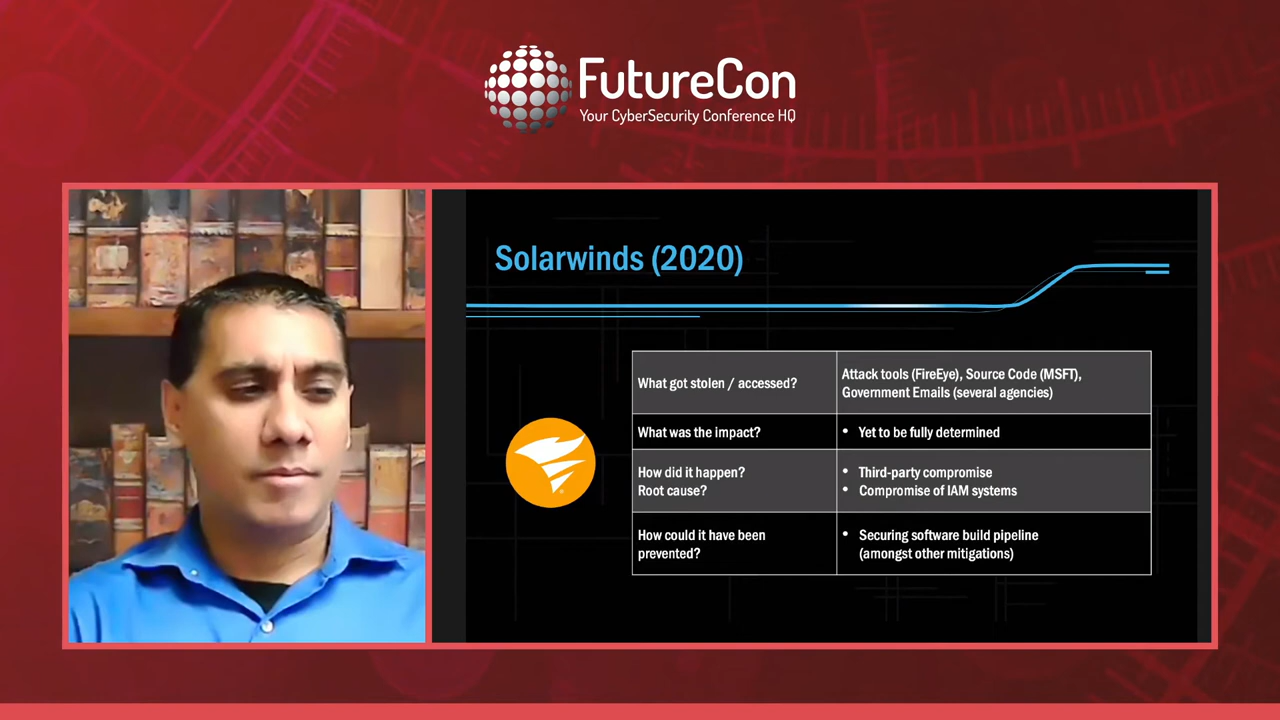 FutureCon
Your CyberSecurity Conference HQ
Solarwinds (2020)
What got stolen / accessed?
Attack tools (FireEye), Source Code (MSFT),
Government Emails (several agencies)
What was the impact?
• Yet to be fully determined
How did it happen?
Root cause?
• Third-party compromise
• Compromise of IAM systems
How could it have been
prevented?
• Securing software build pipeline
(amongst other mitigations)